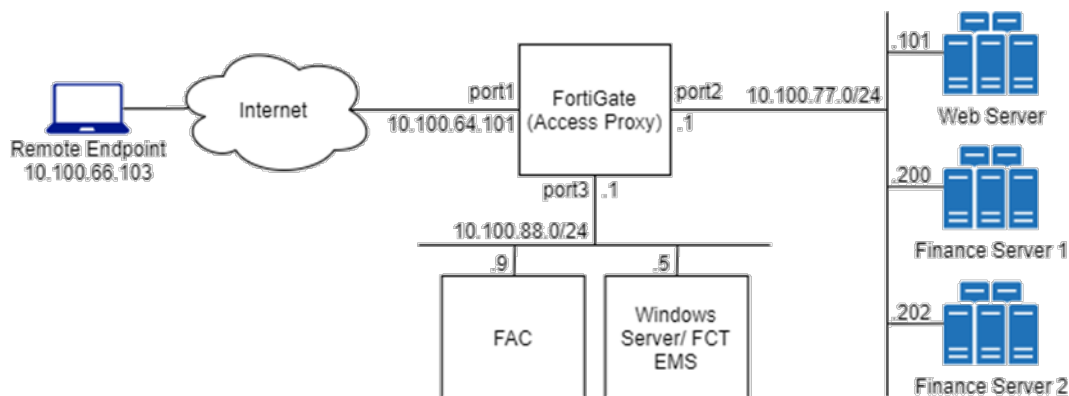 .101
port1
port2
10.100.77.0/24
Internet
FortiGate
(Access Proxy)
Web Server
10.100.64.101
.1
Remote Endpoint
10.100.66.103
.200
port3
.1
10.100.88.0/24
Finance Server 1
.9
.5
.202
FAC
Windows
Server/ FCT
EMS
Finance Server 2